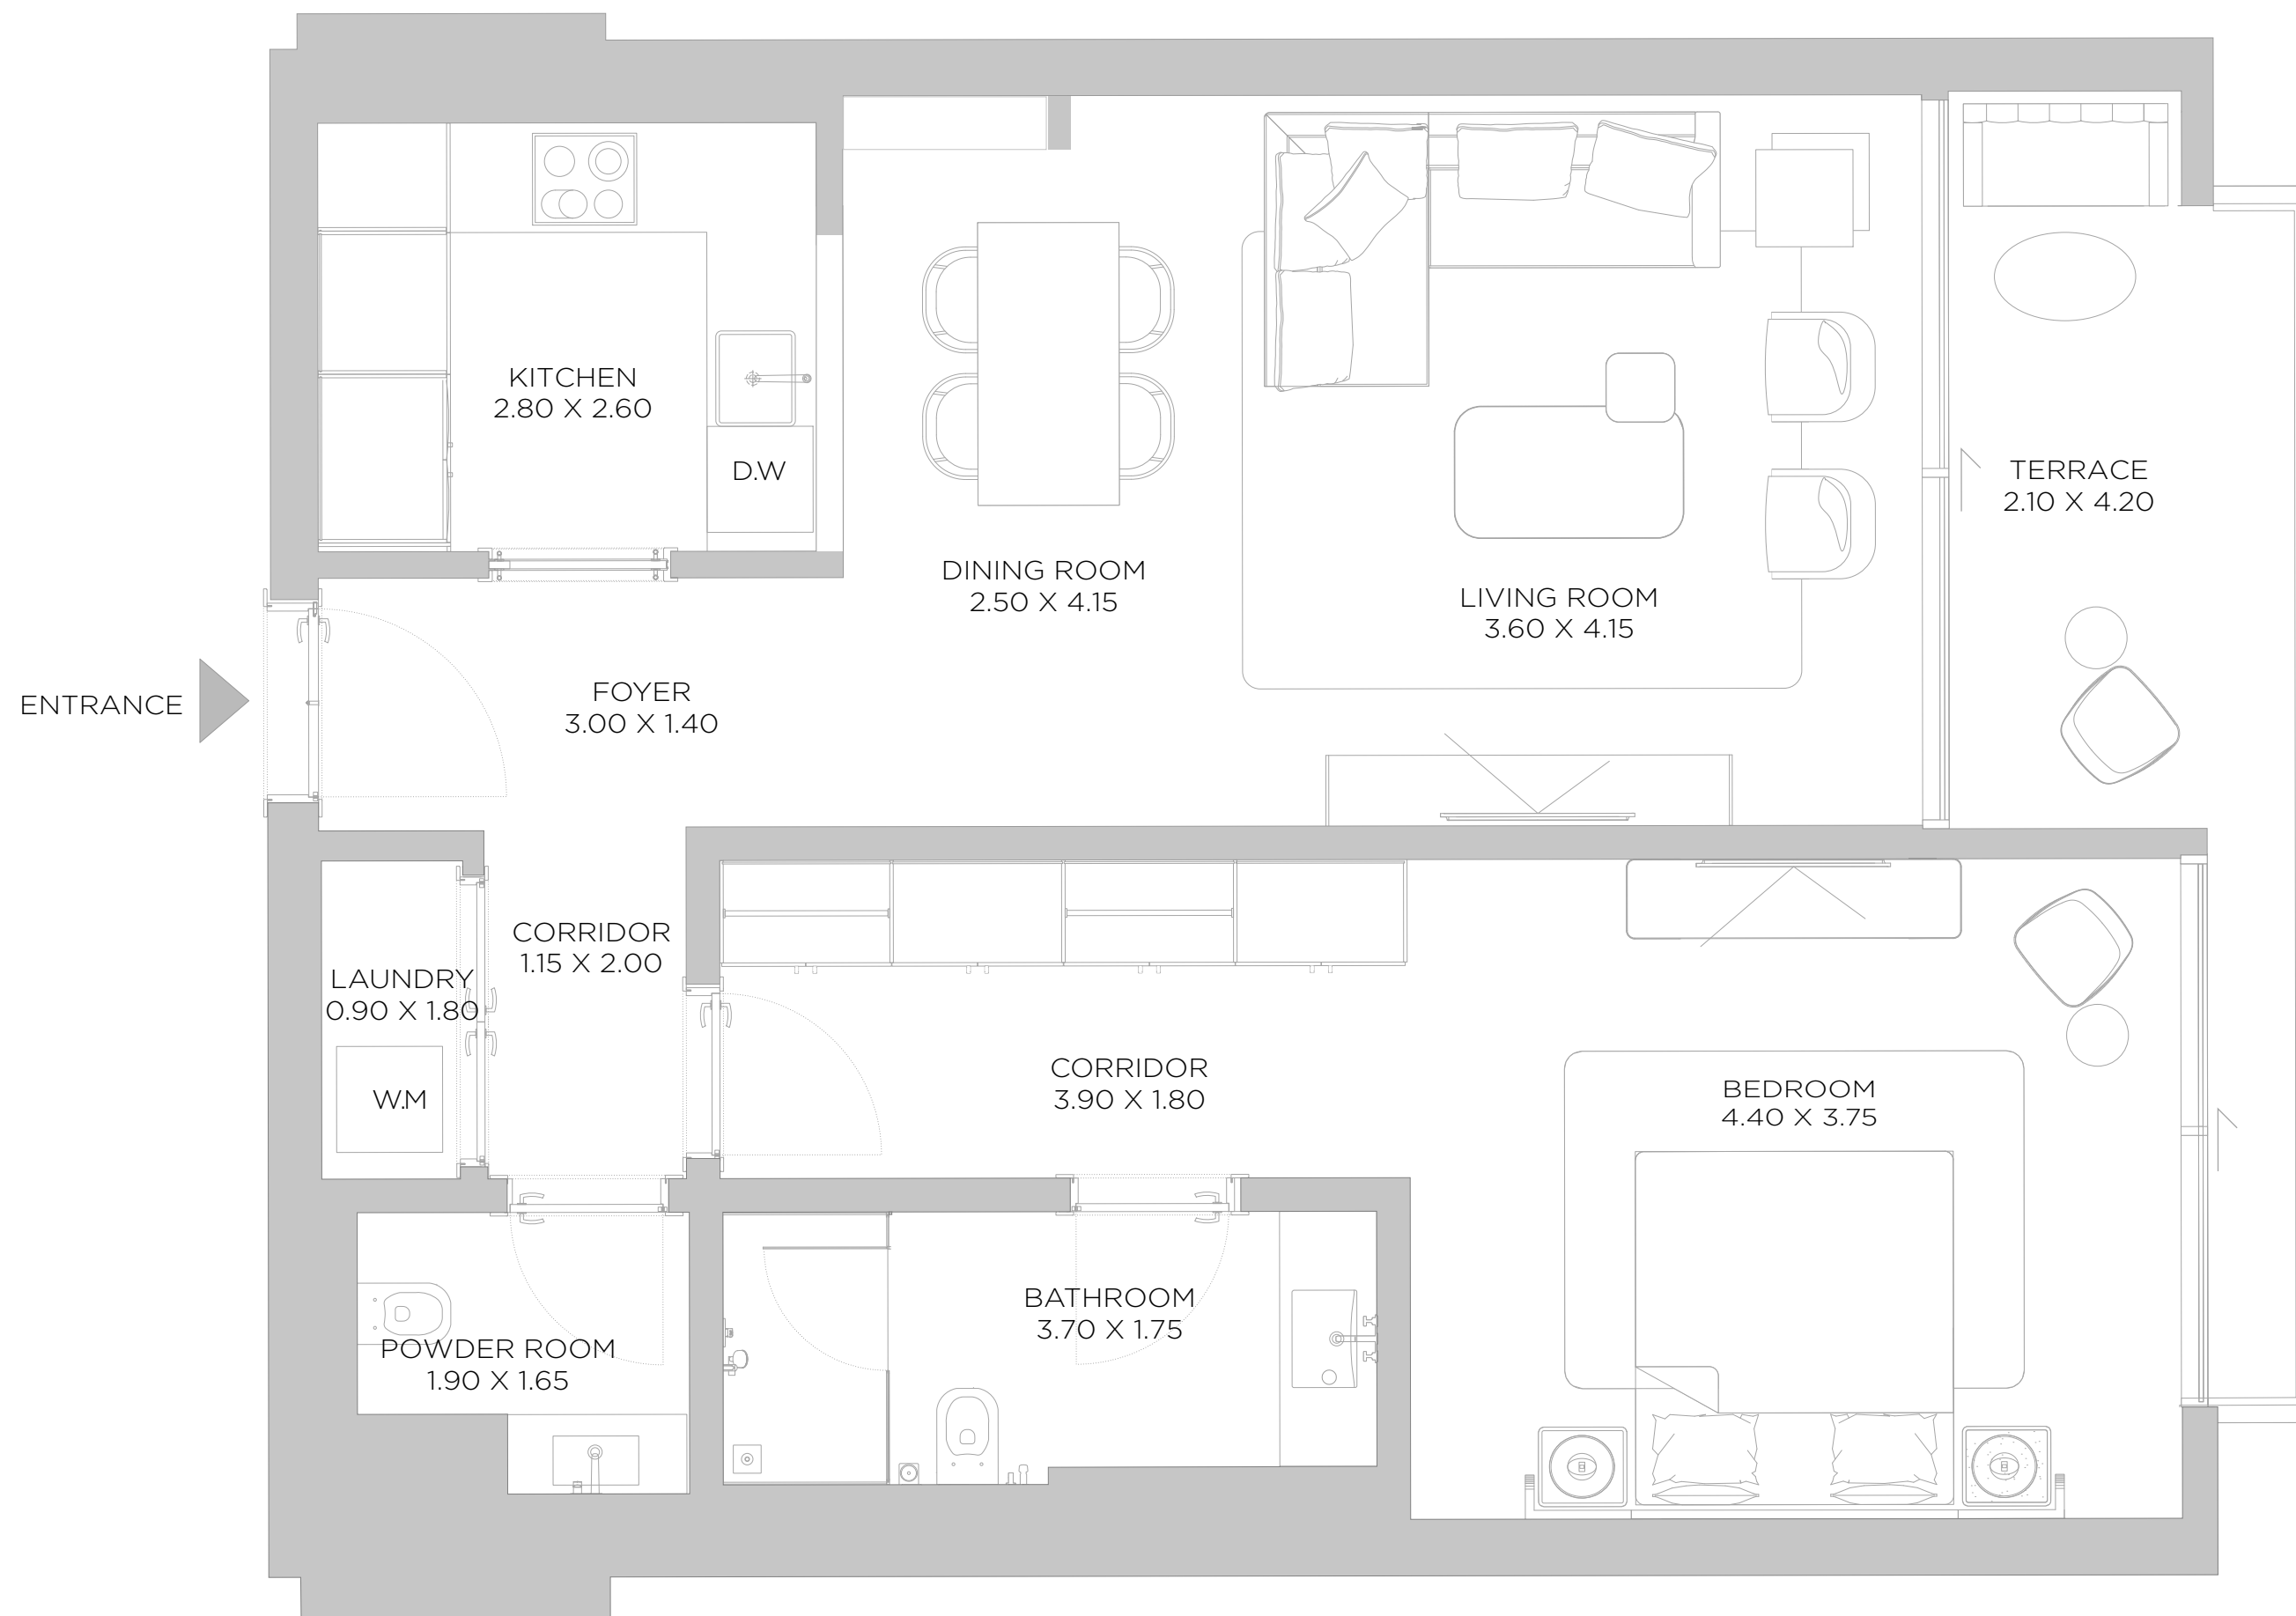 KITCHEN
2.80 X 2.60
D.W
TERRACE
2.10 X 4.20
DINING ROOM
2.50 X 4.15
LIVING ROOM
3.60 X 4.15
ENTRANCE
FOYER
3.00 X 1.40
CORRIDOR
1.15 X 2.00
LAUNDRY
0.90 X 1.80
W.M
CORRIDOR
3.90 X 1.80
BEDROOM
4.40 X 3.75
BATHROOM
3.70 X 1.75
POWDER ROOM
1.90 X 1.65